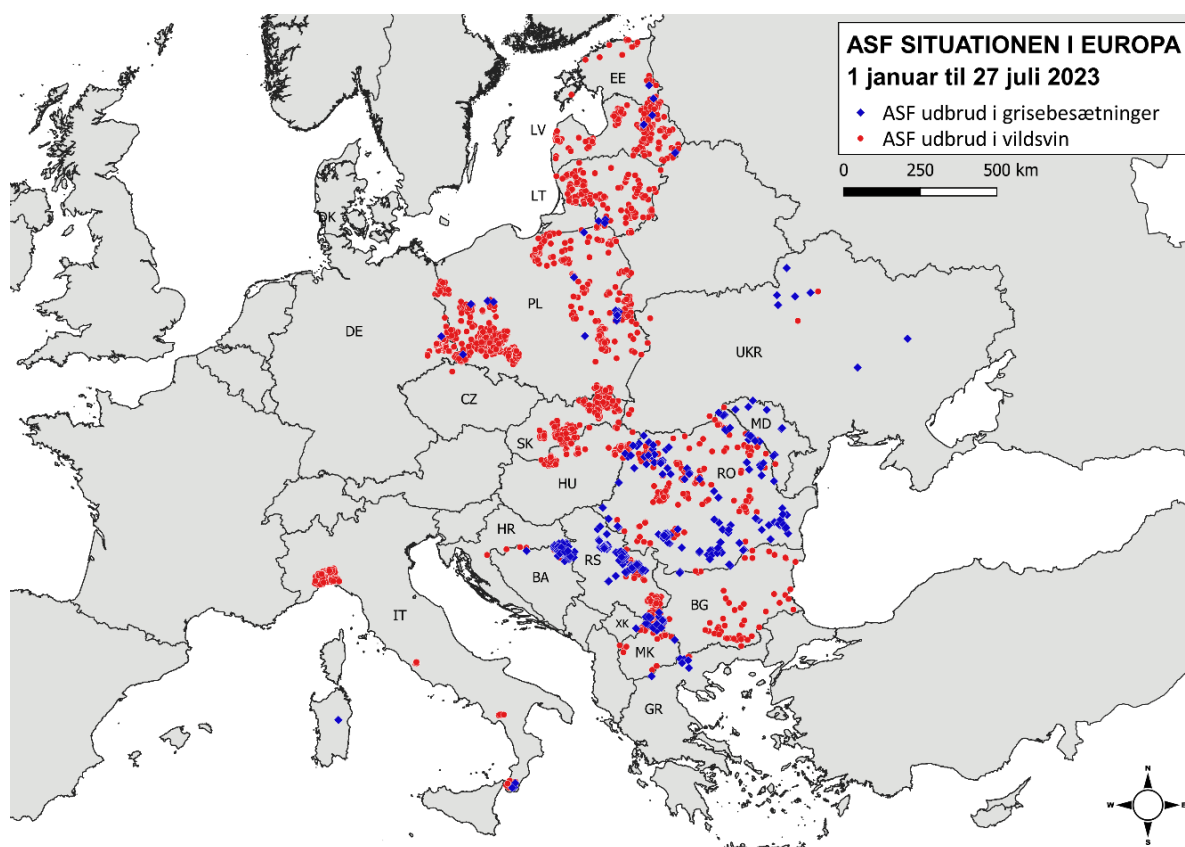 ASF SITUATIONEN I EUROPA
1 januar til 27 juli 2023
ASF udbrud i grisebesætninger
ASF udbrud i vildsvin
0 250 500 km
EE
LV
LT
DK
PL
DE
UKR
CZ
MD
SK
RO
HU
HR
RS
BA
BG
IT
XK
MK
GR
N
W E
S